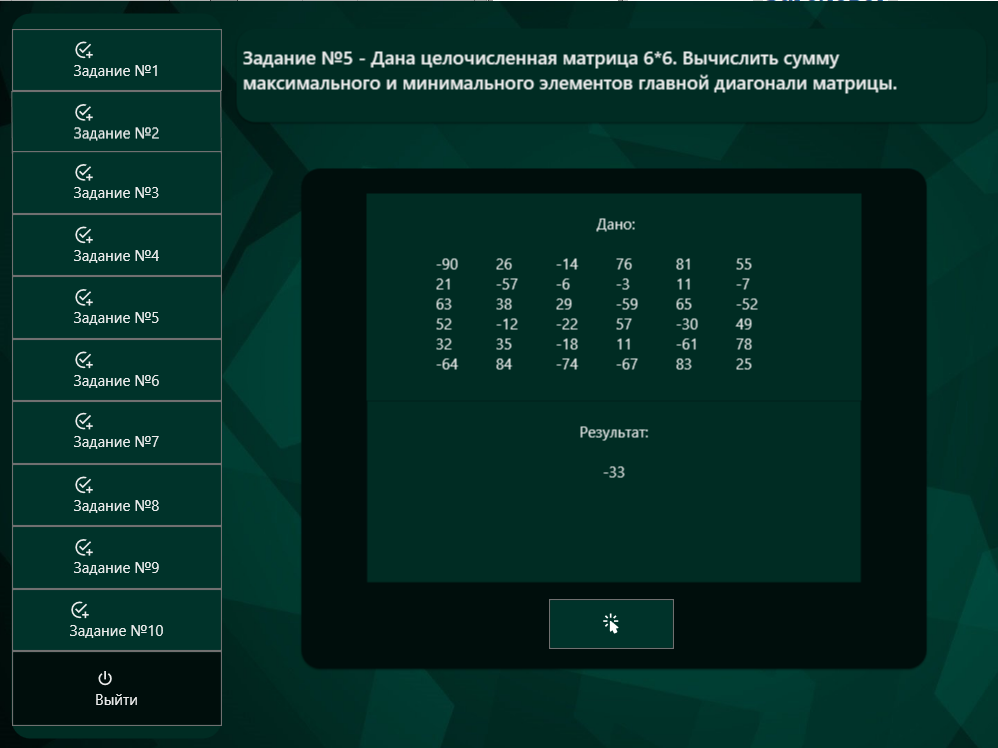 Задание №1
Задание №2
Задание №3
Задание №4
Задание №5
Задание №6
Задание №7
Задание №8
Задание №9
Задание №10
Выйти
Задание №5 - Дана целочисленная матрица 6*6. Вычислить сумму
максимального и минимального элементов главной диагонали матрицы.
Дано:
-90 26 -14 76 81 55
21 -57 -6 -3 11 -7
63 38 29 -59 65 -52
52 -12 -22 57 -30 49
32 35 -18 11 -61 78
-64 84 -74 -67 83 25
Результат:
-33